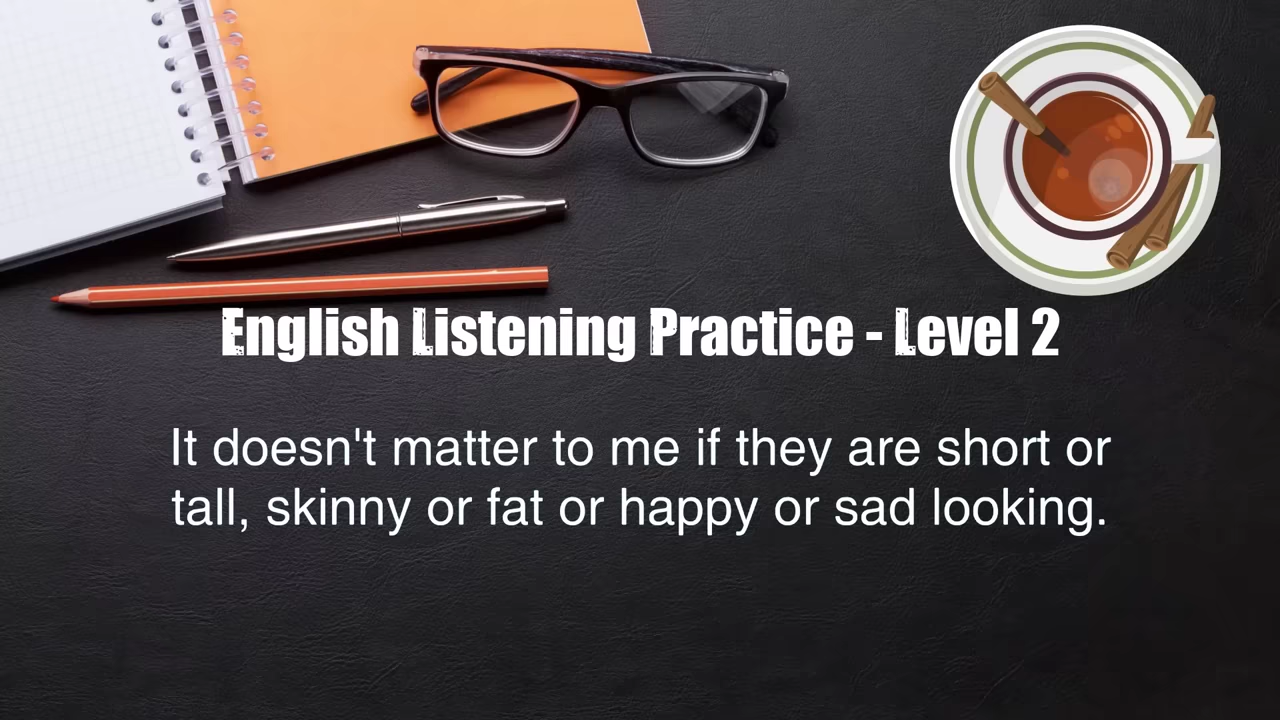 English Listening Practice - Level 2
It doesn't matter to me if they are short or
tall, skinny or fat or happy or sad looking.